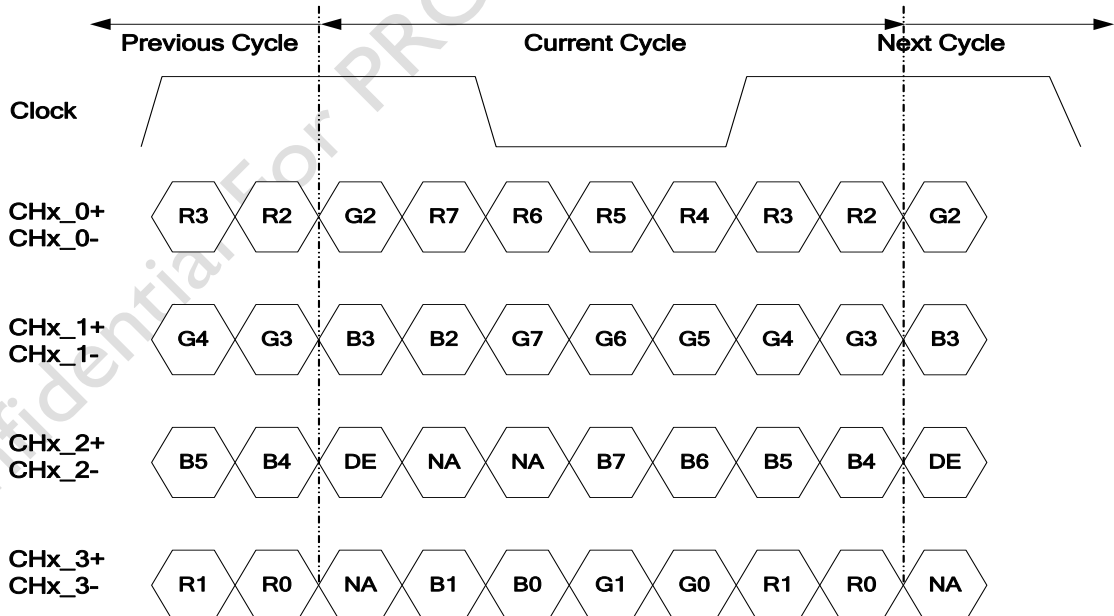 Previous Cycle Current Cycle Next Cycle
Clock
CHx_0+
CHx_0-
R3 R2 G2 R7 R6 R5 R4 R3 R2 G2
CHx_1+
CHx_1-
G4 G3 B3 B2 G7 G6 G5 G4 G3 B3
CHx_2+
CHx_2-
B5 B4 DE NA NA B7 B6 B5 B4 DE
CHx_3+
CHx_3-
R1 R0 NA B1 B0 G1 G0 R1 R0 NA